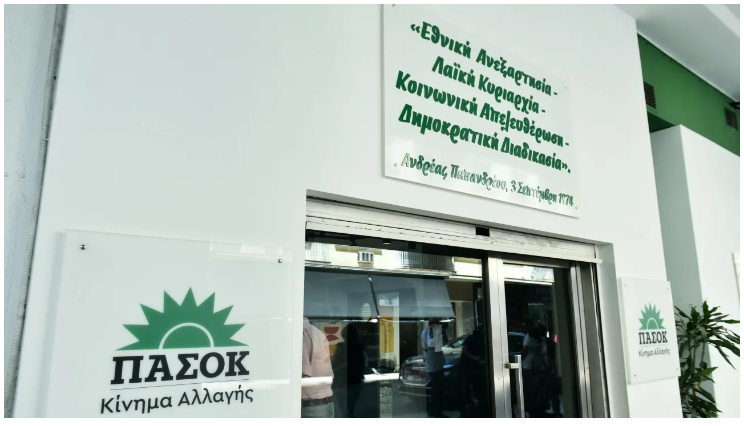 «Εθνική Ανεξαρτησία -
Λαϊκή Κυριαρχία -
Κοινωνική Απελευθέρωση -
Δημοκρατική Διαδικασία».
Ανδρέας Παπανδρέου, 3 Σεπτέμβρη 1974
ΠΑΣΟΚ
Κίνημα Αλλαγής
ΠΑΣΟΚ
Κίνημα Αλλαγής